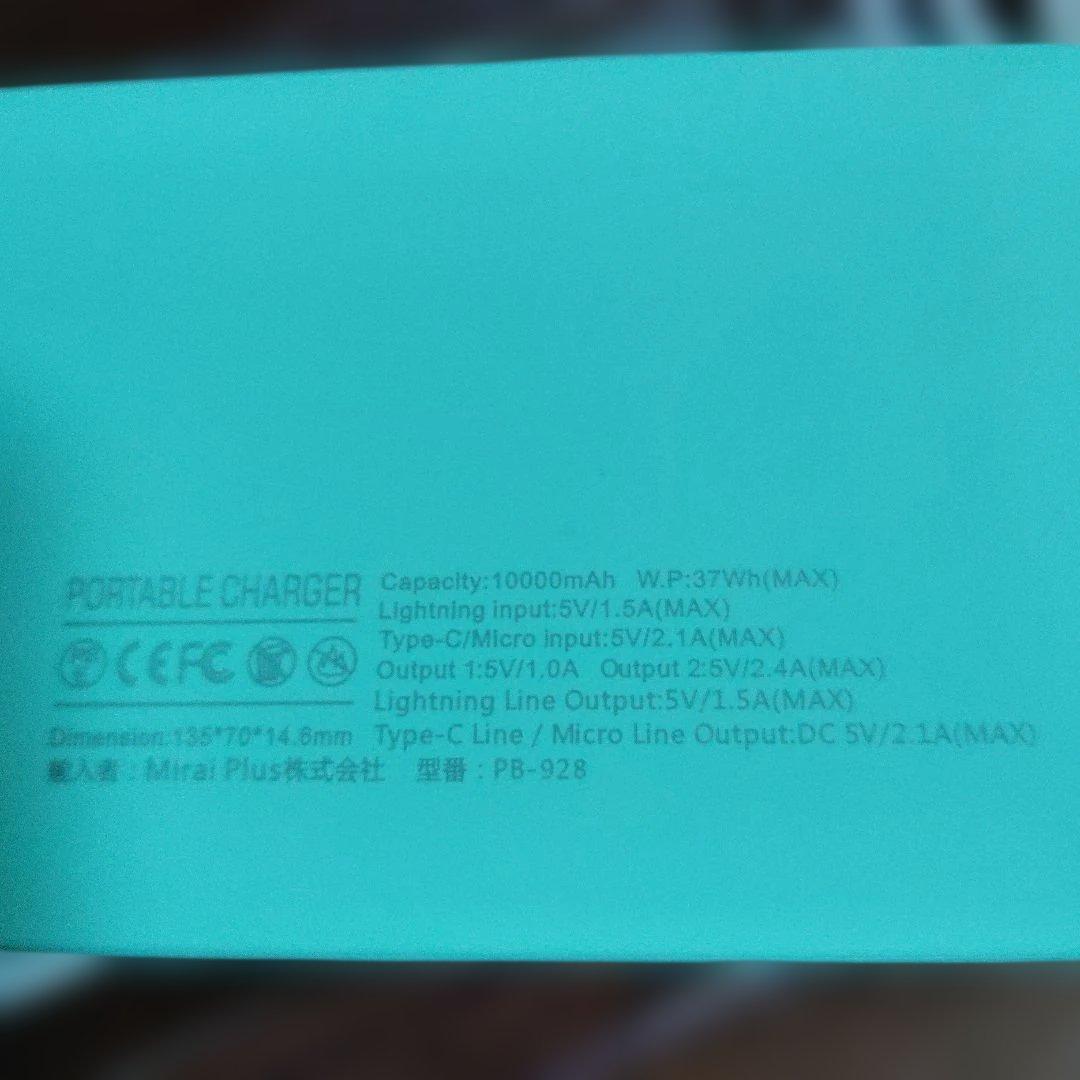 PORTABLE CHARGER
Capacity:10000mAh W.P:37Wh(MAX)
Lightning input:5V/1.5A(MAX)
Type-C/Micro input:5V/2.1A(MAX)
Output 1:5V/1.0A Output 2:5V/2.4A(MAX)
Lightning Line Output:5V/1.5A(MAX)
Type-C Line / Micro Line Output:DC 5V/2.1A(MAX)
CE FC
Dimension:135*70*14.6mm
輸入者：Mirai Plus株式会社 型番：PB-928